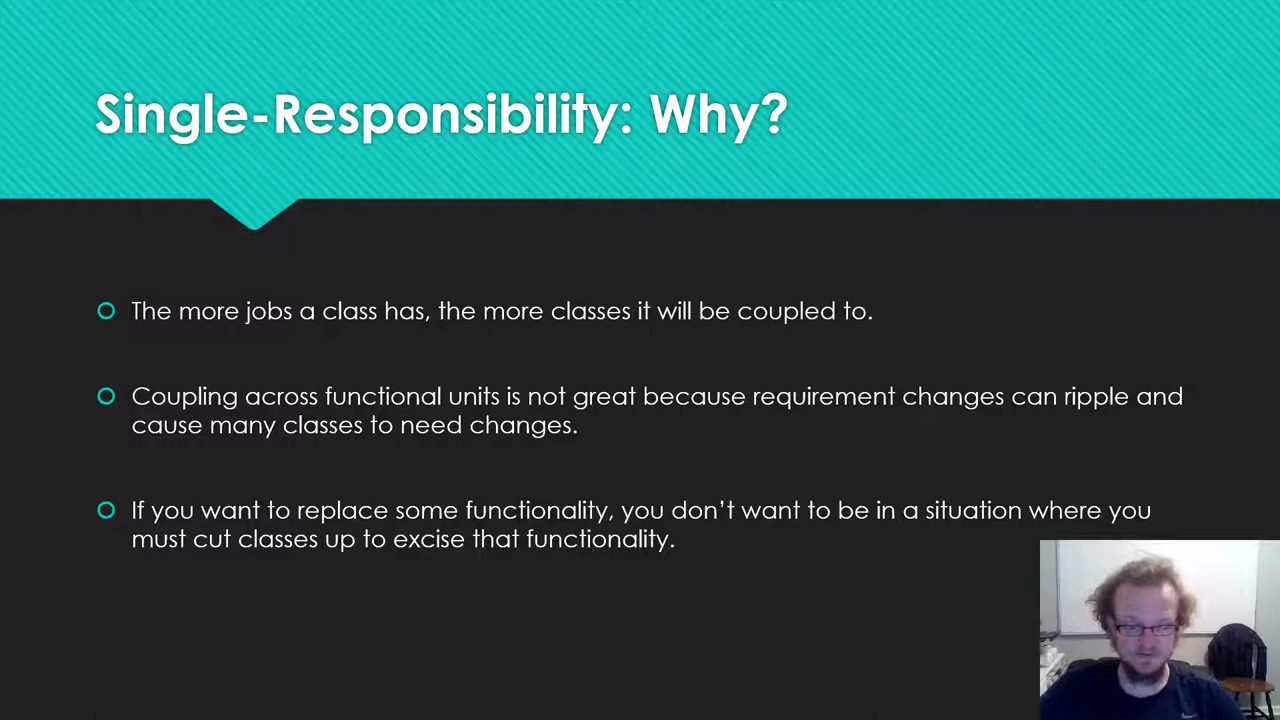 Single-Responsibility: Why?
The more jobs a class has, the more classes it will be coupled to.
Coupling across functional units is not great because requirement changes can ripple and
cause many classes to need changes.
If you want to replace some functionality, you don’t want to be in a situation where you
must cut classes up to excise that functionality.